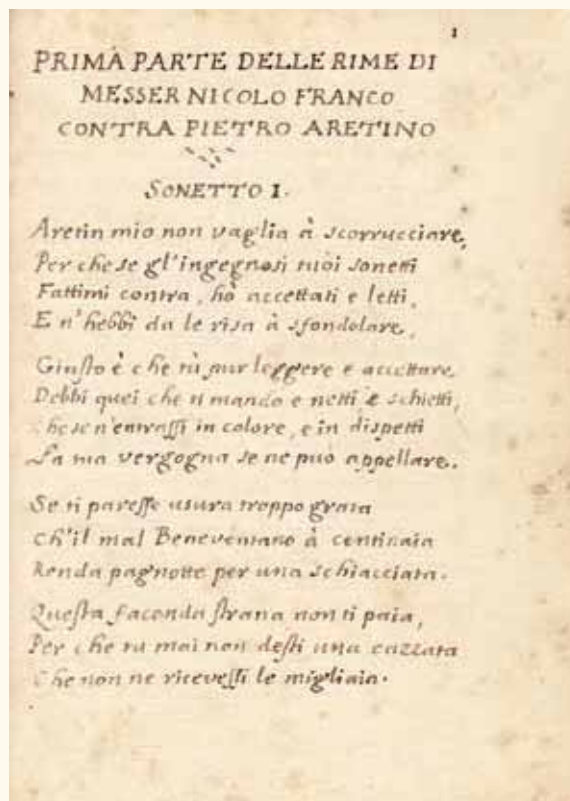 1
PRIMA PARTE DELLE RIME DI
MESSER NICOLO FRANCO
CONTRA PIETRO ARETINO
SONETTO I.
Aretin mio non vaglia à scorrucciare,
Per che se gl'ingegnosi tuoi sonetti
Fattimi contra, hò accettati e letti,
E n'hebbi da le risa à sfondolare,
Giusto è che tù pur leggere e accettare
Debbi quei che ti mando e netti e schietti,
Che se n'entrassi in colore, e in dispetti
La tua vergogna se ne può appellare.
Se ti paresse usura troppo grata
Ch'il mal Beneventano à centinaia
Renda pagnotte per una schiacciata.
Questa faconda strana non ti paia,
Per che tu mai non desti una cazzata
Che non ne ricevessi le migliaia.